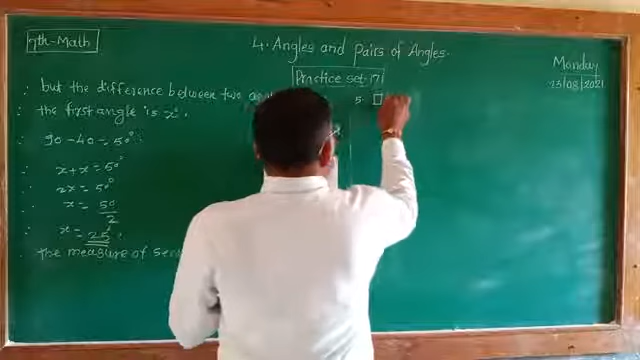 7th-Math
4. Angles and Pairs of Angles.
Practice set-17
Monday
23/08/2021
∴ but the difference between two
5. □
∴ the first angle is x°
∴ 90-40=50°
∴ x+x=50°
∴ 2x=50°
∴ x=50/2
∴ x=25°.
∴ the measure of